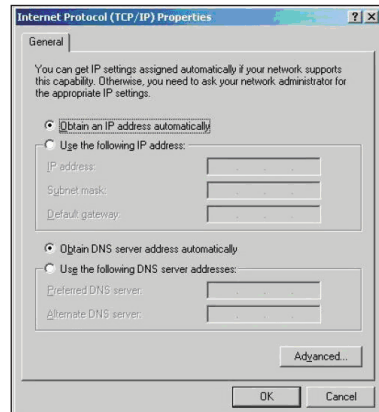 Internet Protocol (TCP/IP) Properties
General
You can get IP settings assigned automatically if your network supports
this capability. Otherwise, you need to ask your network administrator for
the appropriate IP settings.
Obtain an IP address automatically
Use the following IP address:
IP address:
Subnet mask:
Default gateway:
Obtain DNS server address automatically
Use the following DNS server addresses:
Preferred DNS server:
Alternate DNS server:
Advanced...
OK Cancel